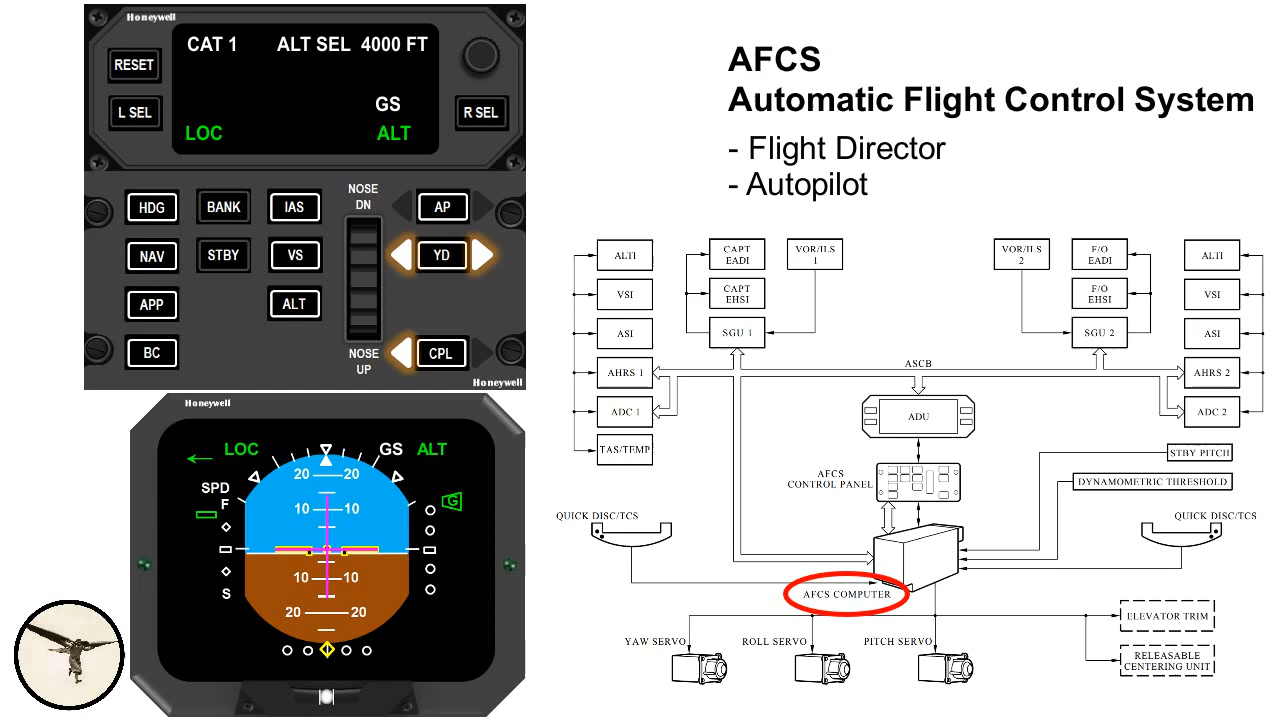 Honeywell
CAT 1 ALT SEL 4000 FT
RESET
L SEL
GS
R SEL
LOC ALT
NOSE
DN
HDG BANK IAS AP
Honeywell
NAV STBY VS YD
APP ALT
BC
NOSE
UP
CPL
Honeywell
Honeywell
LOC GS ALT
20 20
SPD
F
G
10 10
10 10
S
20 20
AFCS
Automatic Flight Control System
- Flight Director
- Autopilot
ALTI
CAPT
EADI
VOR/ILS
1
VOR/ILS
2
F/O
EADI
ALTI
VSI
CAPT
EHSI
F/O
EHSI
VSI
ASI
SGU 1
SGU 2
ASI
ASCB
AHRS 1
AHRS 2
ADC 1
ADU
ADC 2
TAS/TEMP
STBY PITCH
AFCS
CONTROL PANEL
DYNAMOMETRIC THRESHOLD
QUICK DISC/TCS
QUICK DISC/TCS
AFCS COMPUTER
ELEVATOR TRIM
YAW SERVO ROLL SERVO PITCH SERVO
RELEASABLE
CENTERING UNIT